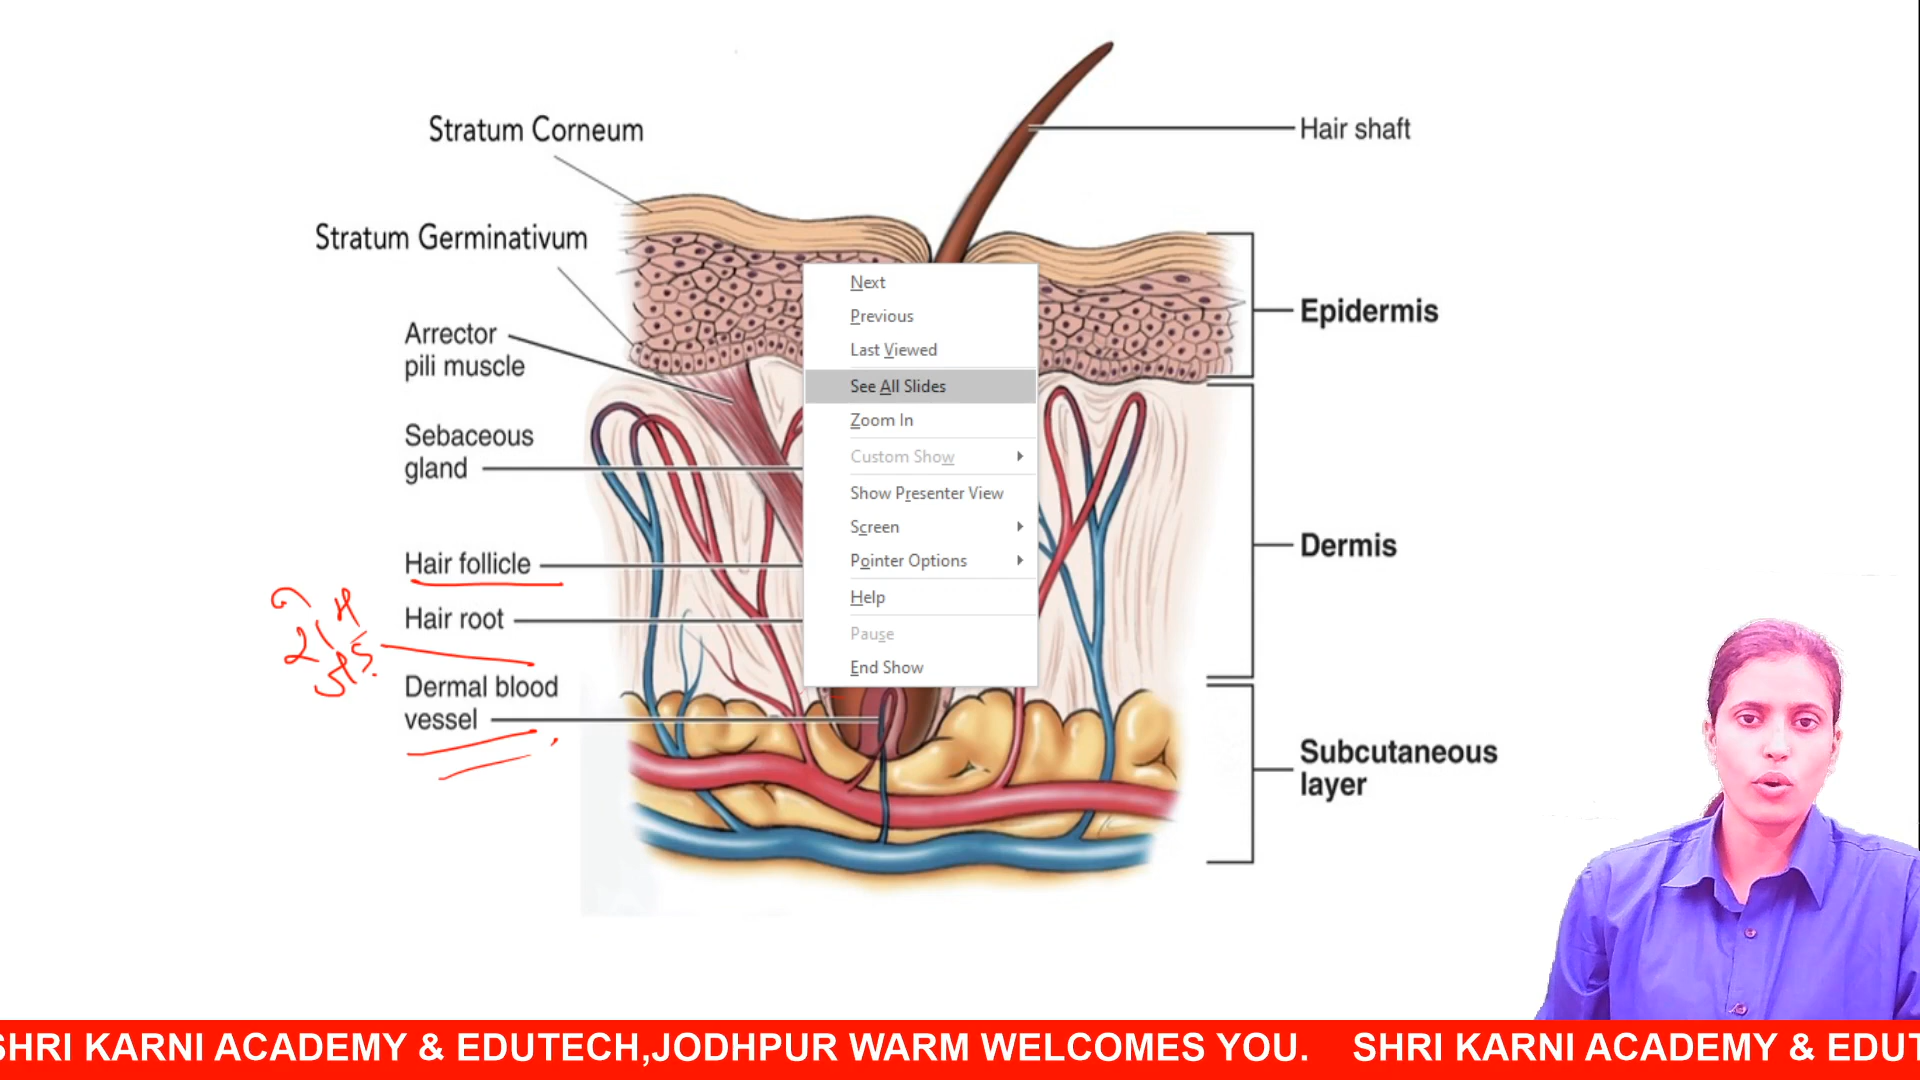 Stratum Corneum
Hair shaft
Stratum Germinativum
Arrector
pili muscle
Sebaceous
gland
Hair follicle
Hair root
Dermal blood
vessel
Next
Previous
Last Viewed
See All Slides
Zoom In
Custom Show
Show Presenter View
Screen
Pointer Options
Help
Pause
End Show
Epidermis
Dermis
Subcutaneous
layer
SHRI KARNI ACADEMY & EDUTECH,JODHPUR WARM WELCOMES YOU. SHRI KARNI ACADEMY & EDUT